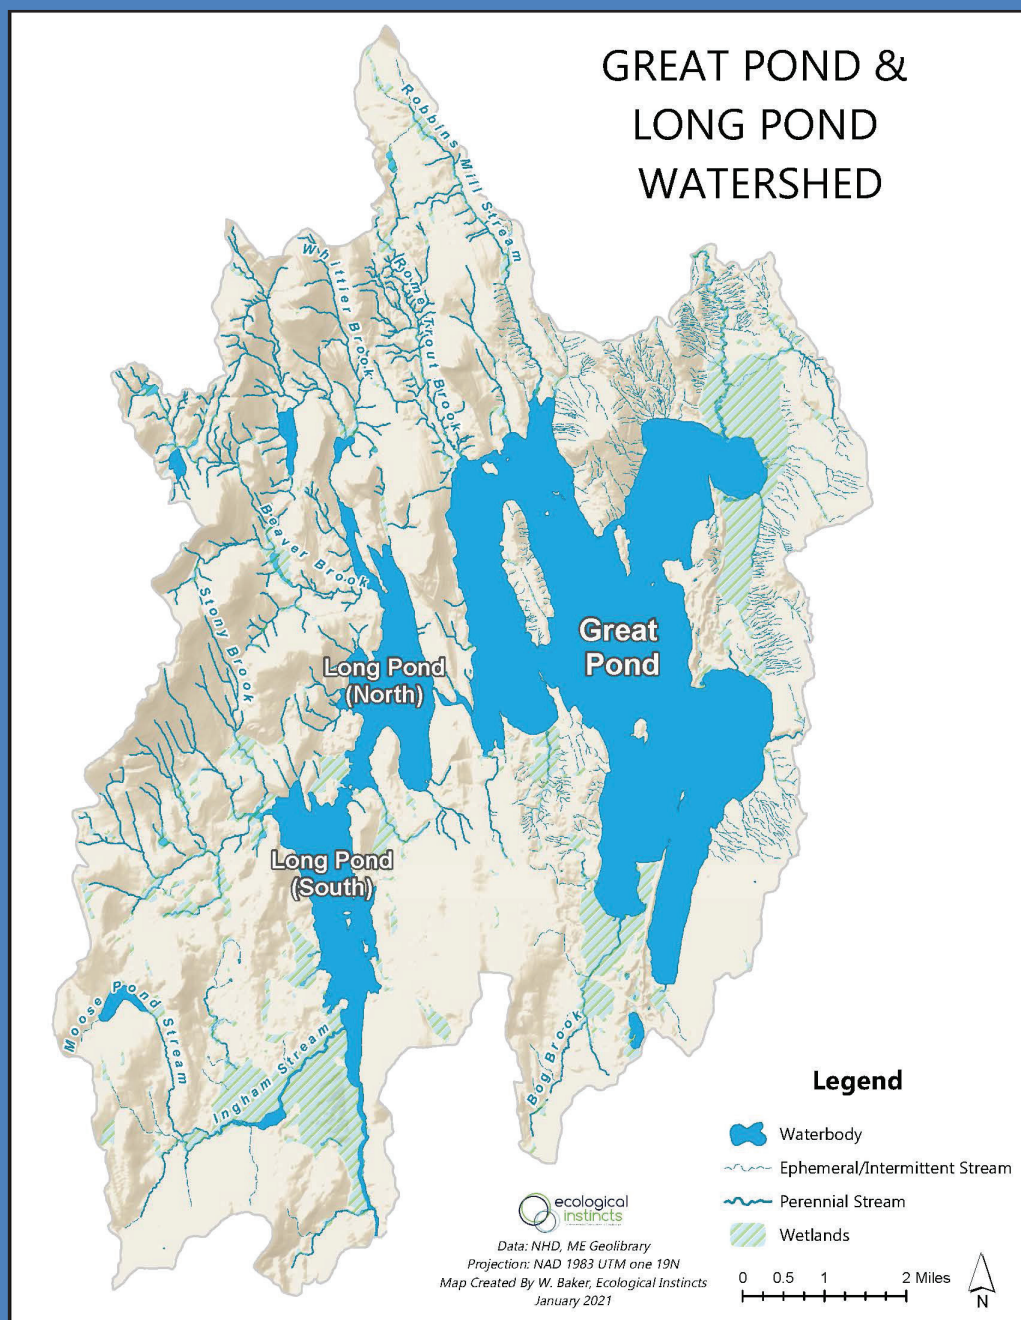 GREAT POND &
LONG POND
WATERSHED
Robbins Mill Stream
Whittier Brook
Rome Trout Brook
Beaver Brook
Stony Brook
Great
Pond
Long Pond
(North)
Long Pond
(South)
Moose Pond Stream
Ingham Stream
Bog Brook
Legend
Waterbody
Ephemeral/Intermittent Stream
Perennial Stream
Wetlands
ecological
instincts
Data: NHD, ME Geolibrary
Projection: NAD 1983 UTM one 19N
Map Created By W. Baker, Ecological Instincts
January 2021
0 0.5 1 2 Miles
N